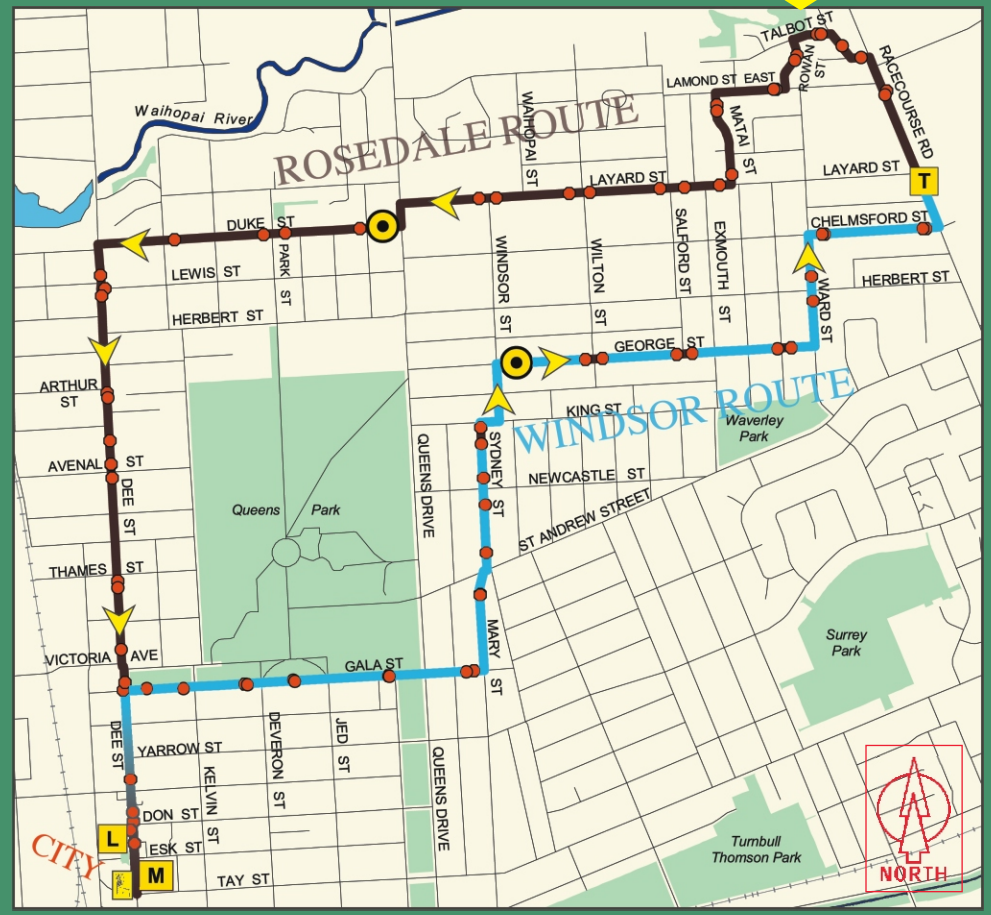 TALBOT ST
ROWAN
ST
RACECOURSE RD
LAMOND ST EAST
MATAI ST
Waihopai River
ROSEDALE ROUTE
WAIHOPAI ST
LAYARD ST
LAYARD ST
T
DUKE ST
CHELMSFORD ST
PARK ST
LEWIS ST
WINDSOR ST
WILTON ST
SALFORD ST
EXMOUTH ST
WARD ST
HERBERT ST
HERBERT ST
GEORGE ST
ARTHUR
ST
KING ST
WINDSOR ROUTE
Waverley
Park
SYDNEY ST
QUEENS DRIVE
AVENAL ST
DEE ST
NEWCASTLE ST
Queens Park
ST ANDREW STREET
THAMES ST
MARY ST
VICTORIA AVE
GALA ST
Surrey
Park
DEE ST
YARROW ST
DEVERON ST
JED ST
QUEENS DRIVE
KELVIN ST
DON ST
L
ESK ST
CITY
M
TAY ST
Turnbull
Thomson Park
NORTH